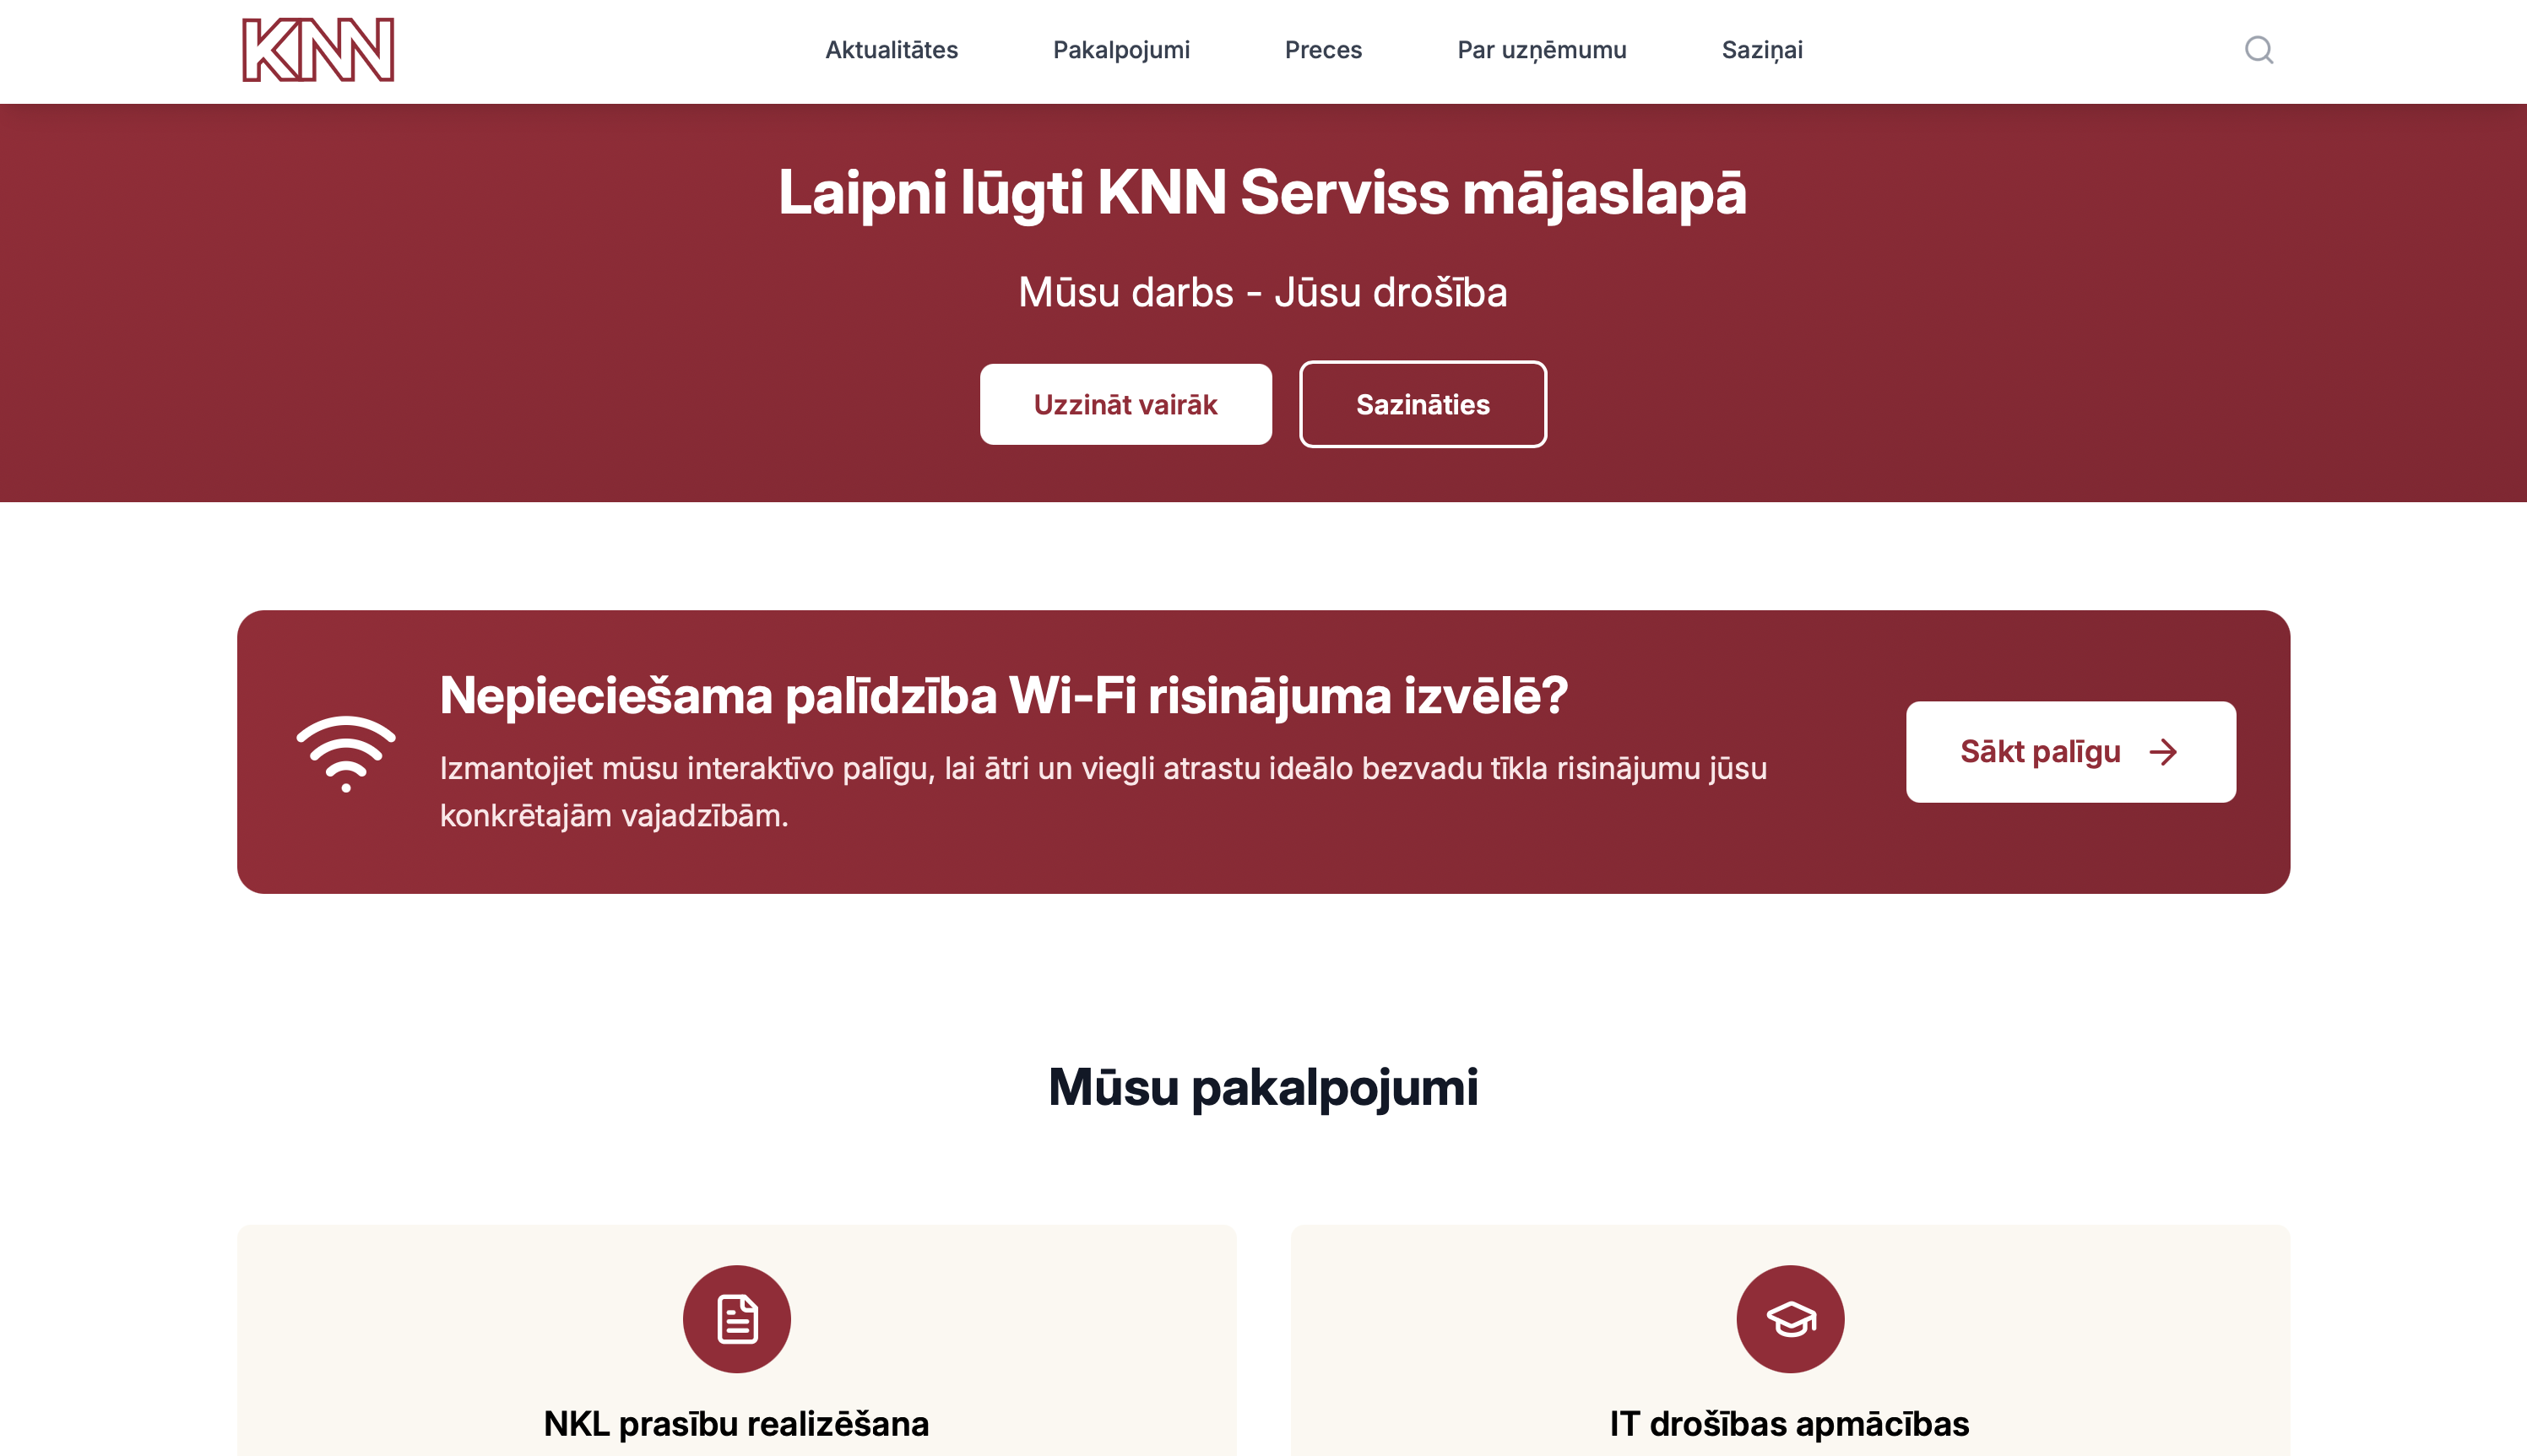 KNN
Aktualitātes
Pakalpojumi
Preces
Par uzņēmumu
Saziņai
Laipni lūgti KNN Serviss mājaslapā
Mūsu darbs - Jūsu drošība
Uzzināt vairāk
Sazināties
Nepieciešama palīdzība Wi-Fi risinājuma izvēlē?
Izmantojiet mūsu interaktīvo palīgu, lai ātri un viegli atrastu ideālo bezvadu tīkla risinājumu jūsu
konkrētajām vajadzībām.
Sākt palīgu
Mūsu pakalpojumi
NKL prasību realizēšana
IT drošības apmācības